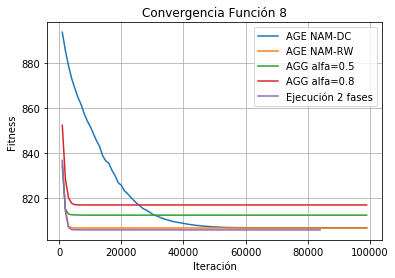 Convergencia Función 8
AGE NAM-DC
AGE NAM-RW
AGG alfa=0.5
AGG alfa=0.8
Ejecución 2 fases
Fitness
880
860
840
820
0 20000 40000 60000 80000 100000
Iteración